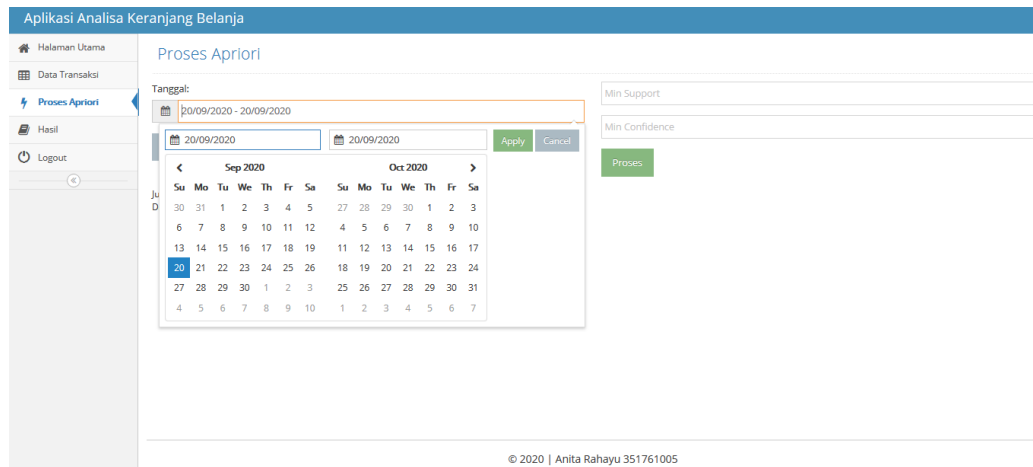 Aplikasi Analisa Keranjang Belanja
Halaman Utama
Data Transaksi
Proses Apriori
Hasil
Logout
Proses Apriori
Tanggal:
20/09/2020 - 20/09/2020
20/09/2020 20/09/2020 Apply Cancel
Sep 2020 Oct 2020
Su Mo Tu We Th Fr Sa Su Mo Tu We Th Fr Sa
30 31 1 2 3 4 5 27 28 29 30 1 2 3
6 7 8 9 10 11 12 4 5 6 7 8 9 10
13 14 15 16 17 18 19 11 12 13 14 15 16 17
20 21 22 23 24 25 26 18 19 20 21 22 23 24
27 28 29 30 1 2 3 25 26 27 28 29 30 31
4 5 6 7 8 9 10 1 2 3 4 5 6 7
Min Support
Min Confidence
Proses
© 2020 | Anita Rahayu 351761005